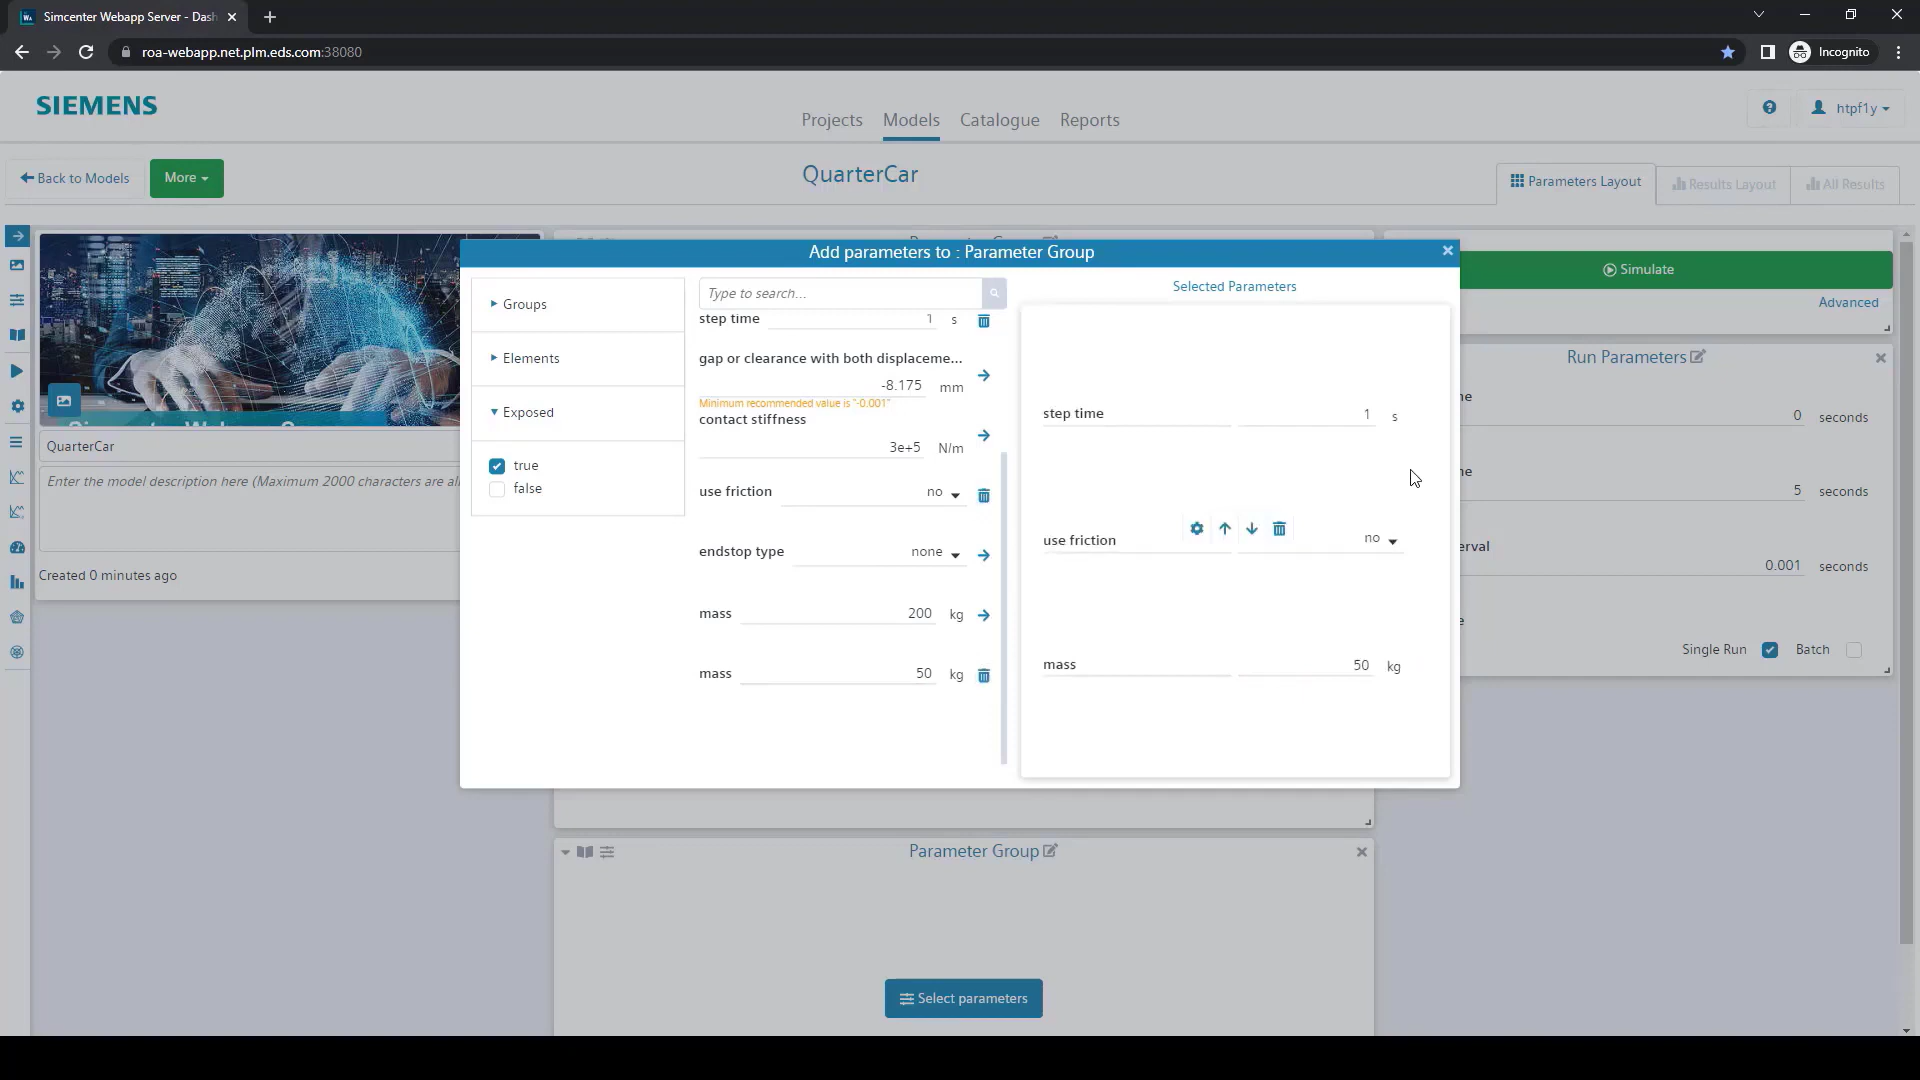 Simcenter Webapp Server - Dash
roa-webapp.net.plm.eds.com:38080
Incognito
SIEMENS
Projects
Models
Catalogue
Reports
htpf1y
Back to Models
More
QuarterCar
Parameters Layout
Results Layout
All Results
Add parameters to : Parameter Group
Simulate
Advanced
Groups
Elements
Exposed
true
false
Type to search...
step time 1 s
gap or clearance with both displaceme...
-8.175 mm
Minimum recommended value is "-0.001"
contact stiffness
3e+5 N/m
use friction no
endstop type none
mass 200 kg
mass 50 kg
Selected Parameters
step time 1 s
use friction no
mass 50 kg
Run Parameters
0 seconds
5 seconds
erval
0.001 seconds
Single Run
Batch
QuarterCar
Enter the model description here (Maximum 2000 characters are all
Created 0 minutes ago
Parameter Group
Select parameters